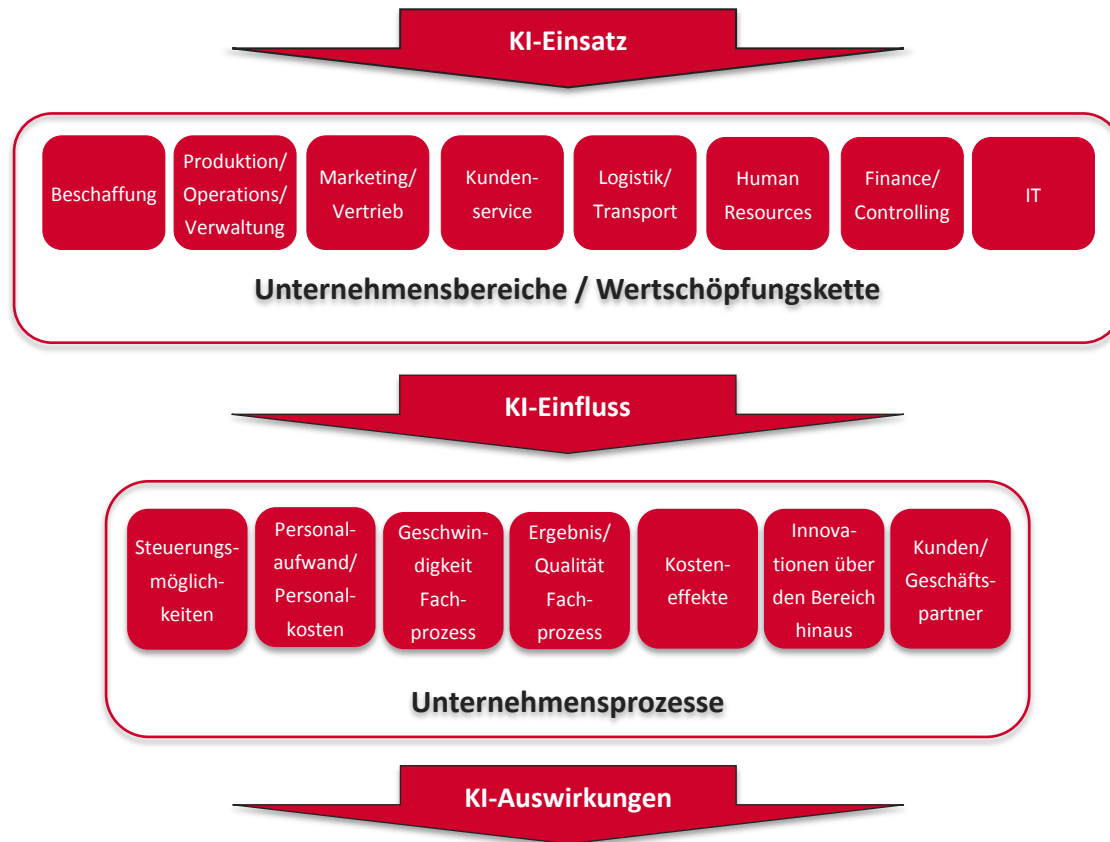 KI-Einsatz
Beschaffung
Produktion/
Operations/
Verwaltung
Marketing/
Vertrieb
Kunden-
service
Logistik/
Transport
Human
Resources
Finance/
Controlling
IT
Unternehmensbereiche / Wertschöpfungskette
KI-Einfluss
Steuerungs-
möglich-
keiten
Personal-
aufwand/
Personal-
kosten
Geschwin-
digkeit
Fach-
prozess
Ergebnis/
Qualität
Fach-
prozess
Kosten-
effekte
Innova-
tionen über
den Bereich
hinaus
Kunden/
Geschäfts-
partner
Unternehmensprozesse
KI-Auswirkungen